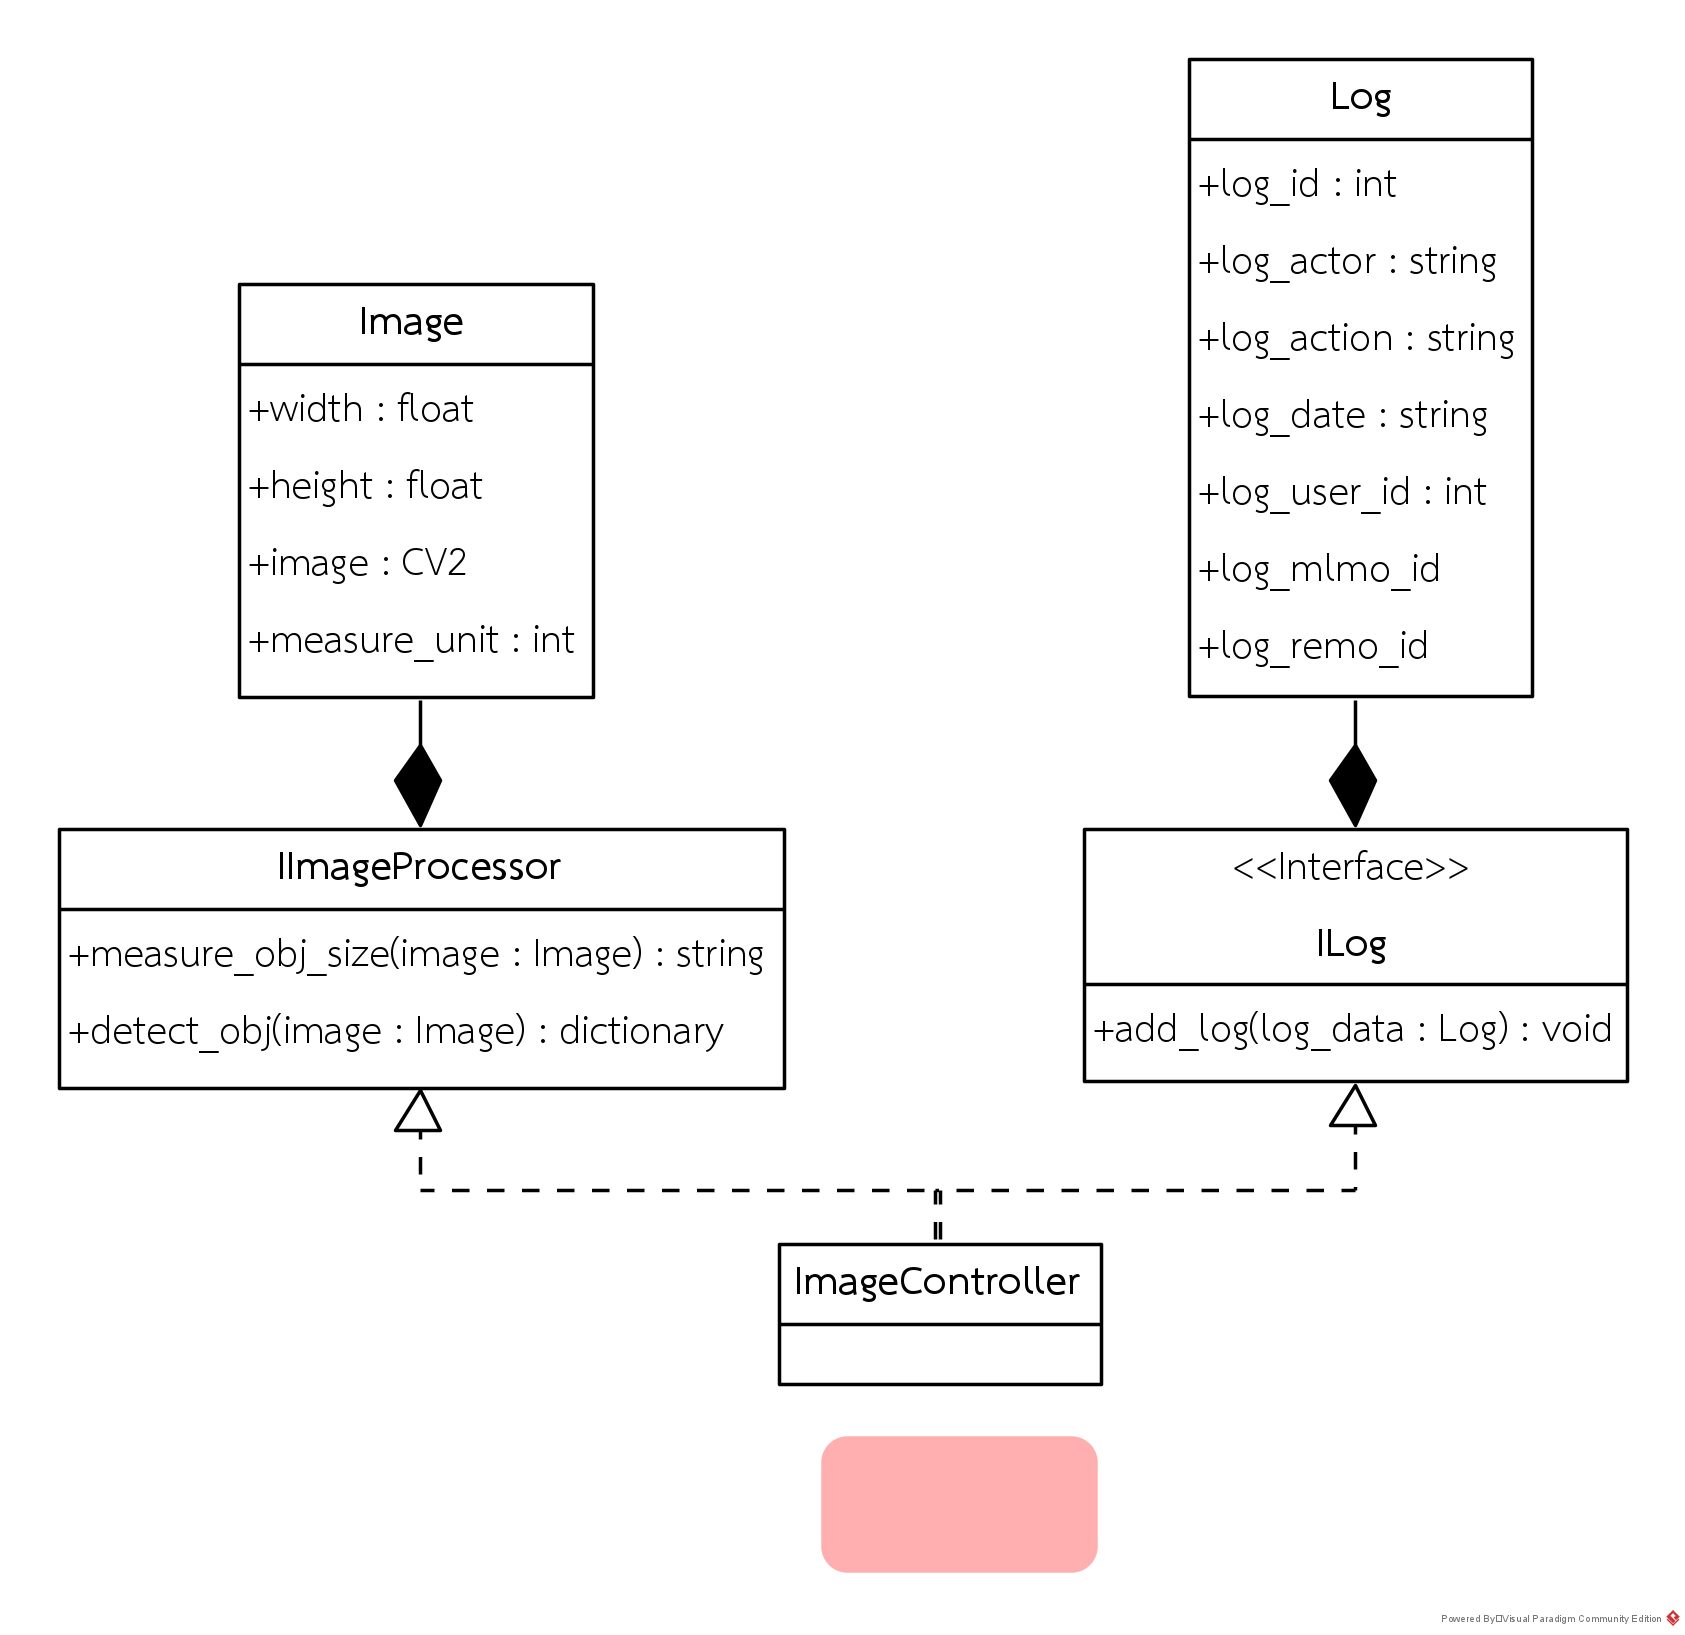 Log
+log_id : int
+log_actor : string
+log_action : string
+log_date : string
+log_user_id : int
+log_mlmo_id
+log_remo_id
Image
+width : float
+height : float
+image : CV2
+measure_unit : int
IImageProcessor
+measure_obj_size(image : Image) : string
+detect_obj(image : Image) : dictionary
<<Interface>>
ILog
+add_log(log_data : Log) : void
ImageController
Powered By□Visual Paradigm Community Edition